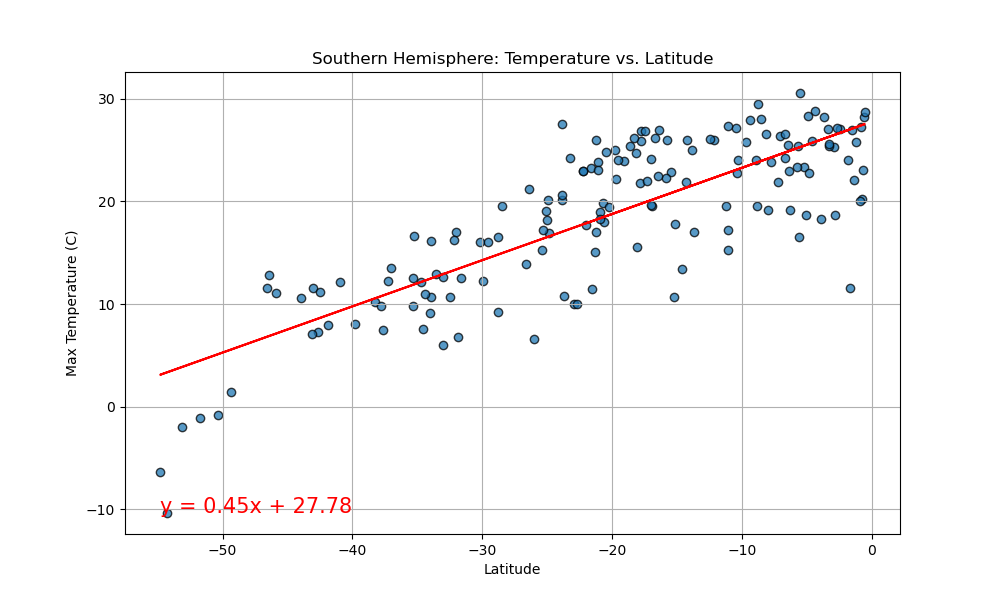 Southern Hemisphere: Temperature vs. Latitude
Max Temperature (C)
30
20
10
0
−10
y = 0.45x + 27.78
−50
−40
−30
−20
−10
0
Latitude